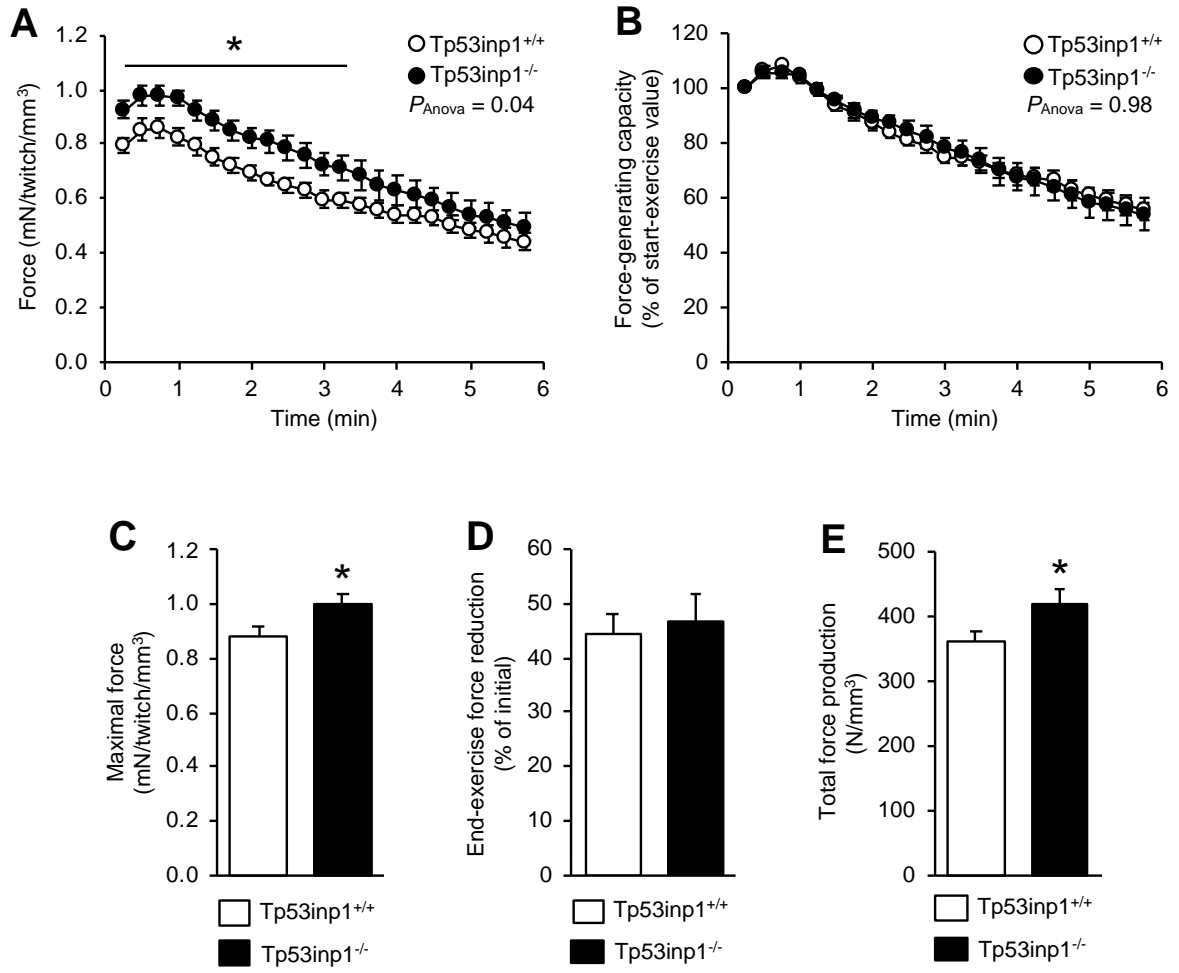 A
1.2
1.0
0.8
0.6
0.4
0.2
0.0
Force (mN/twitch/mm³)
*
Tp53inp1+/+
Tp53inp1-/-
PAnova = 0.04
0 1 2 3 4 5 6
Time (min)
B
120
100
80
60
40
20
0
Force-generating capacity
(% of start-exercise value)
Tp53inp1+/+
Tp53inp1-/-
PAnova = 0.98
0 1 2 3 4 5 6
Time (min)
C
1.2
1.0
0.8
0.6
0.4
0.2
0.0
Maximal force
(mN/twitch/mm³)
*
Tp53inp1+/+
Tp53inp1-/-
D
60
50
40
30
20
10
0
End-exercise force reduction
(% of initial)
Tp53inp1+/+
Tp53inp1-/-
E
500
400
300
200
100
0
Total force production
(N/mm³)
*
Tp53inp1+/+
Tp53inp1-/-